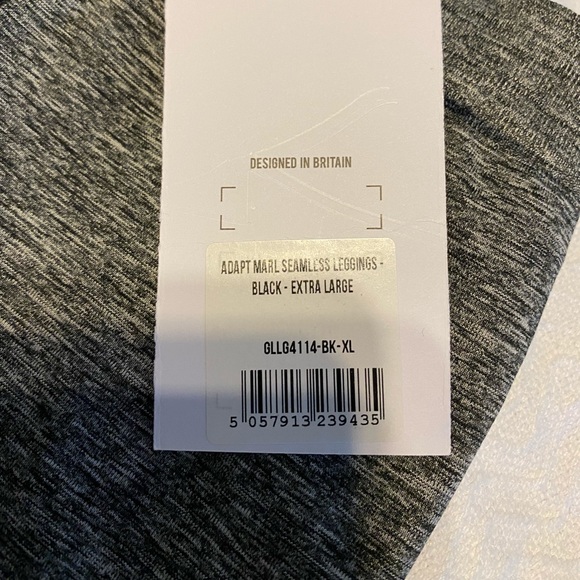 DESIGNED IN BRITAIN
ADAPT MARL SEAMLESS LEGGINGS -
BLACK - EXTRA LARGE
GLLG4114-BK-XL
5 057913 239435